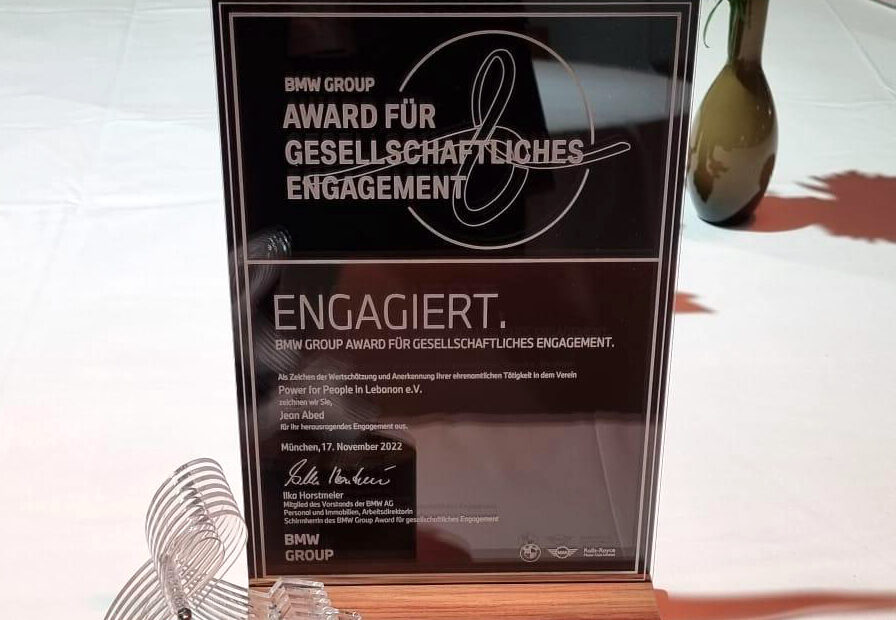 BMW GROUP
AWARD FÜR
GESELLSCHAFTLICHES
ENGAGEMENT
ENGAGIERT.
BMW GROUP AWARD FÜR GESELLSCHAFTLICHES ENGAGEMENT.
Als Zeichen der Wertschätzung und Anerkennung Ihrer ehrenamtlichen Tätigkeit in dem Verein
Power for People in Lebanon e.V.
zeichnen wir Sie,
Jean Abed
für Ihr herausragendes Engagement aus.
München, 17. November 2022
Ilka Horstmeier
Mitglied des Vorstands der BMW AG
Personal und Immobilien, Arbeitsdirektorin
Schirmherrin des BMW Group Award für gesellschaftliches Engagement
BMW
GROUP
MINI
Rolls-Royce